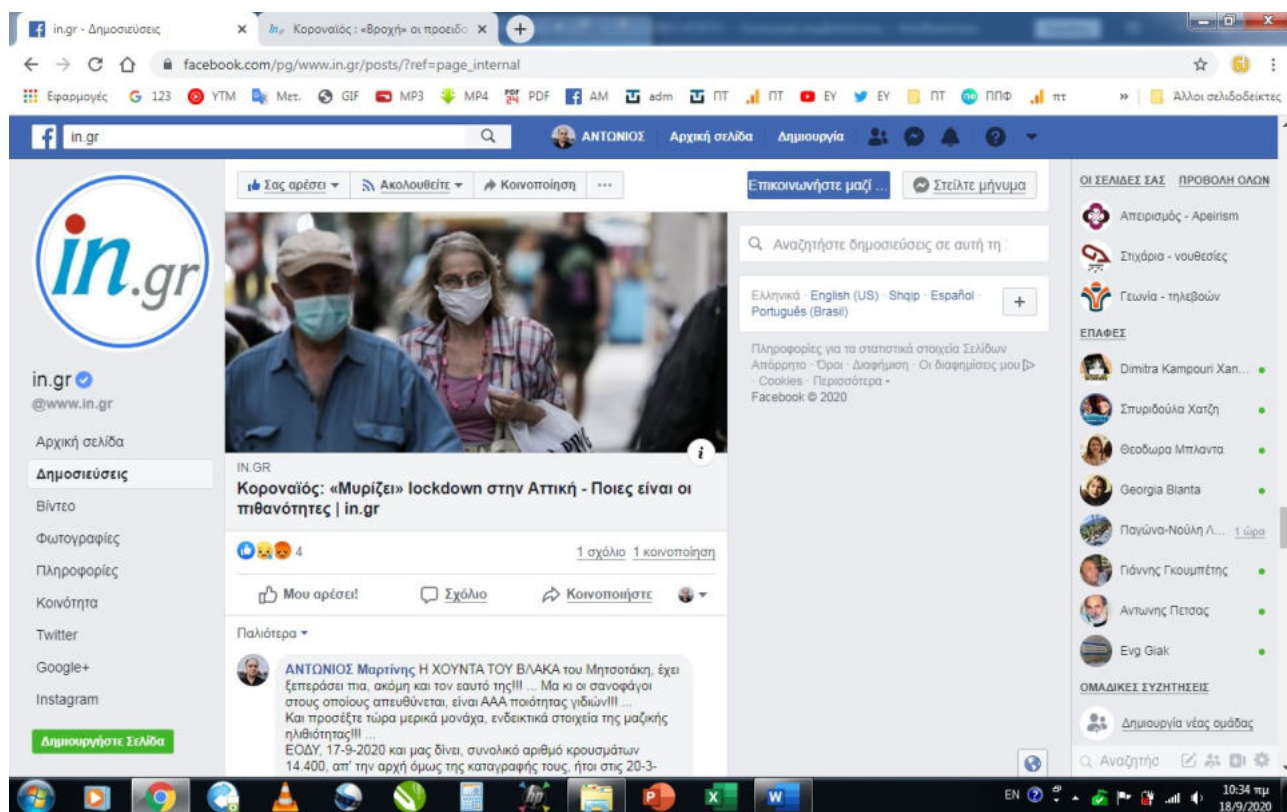 in.gr - Δημοσιεύσεις
in.gr Κοροναϊός : «Βροχή» οι προειδο
facebook.com/pg/www.in.gr/posts/?ref=page_internal
Εφαρμογές 123 YTM Μετ. GIF MP3 MP4 PDF AM adm ΠΤ ΠΤ EY EY ΠΤ ΠΠΦ πτ » Άλλοι σελιδοδείκτες
in.gr
ΑΝΤΩΝΙΟΣ Αρχική σελίδα Δημιουργία
Σας αρέσει Ακολουθείτε Κοινοποίηση ...
Επικοινωνήστε μαζί ... Στείλτε μήνυμα
in.gr
in.gr
@www.in.gr
Αρχική σελίδα
Δημοσιεύσεις
Βίντεο
Φωτογραφίες
Πληροφορίες
Κοινότητα
Twitter
Google+
Instagram
Δημιουργήστε Σελίδα
IN.GR
Κοροναϊός: «Μυρίζει» lockdown στην Αττική - Ποιες είναι οι
πιθανότητες | in.gr
4
1 σχόλιο 1 κοινοποίηση
Μου αρέσει! Σχόλιο Κοινοποιήστε
Παλιότερα
ΑΝΤΩΝΙΟΣ Μαρτίνης Η ΧΟΥΝΤΑ ΤΟΥ ΒΛΑΚΑ του Μητσοτάκη, έχει
ξεπεράσει πια, ακόμη και τον εαυτό της!!! ... Μα κι οι σανοφάγοι
στους οποίους απευθύνεται, είναι ΑΑΑ ποιότητας γιδιών!!! ...
Και προσέξτε τώρα μερικά μονάχα, ενδεικτικά στοιχεία της μαζικής
ηλιθιότητας!!! ...
ΕΟΔΥ, 17-9-2020 και μας δίνει, συνολικό αριθμό κρουσμάτων
14.400, απ' την αρχή όμως της καταγραφής τους, ήτοι στις 20-3-
Αναζητήστε δημοσιεύσεις σε αυτή τη
Ελληνικά · English (US) · Shqip · Español ·
Português (Brasil)
Πληροφορίες για τα στατιστικά στοιχεία Σελίδων
Απόρρητο · Όροι · Διαφήμιση · Οι διαφημίσεις μου
· Cookies · Περισσότερα
Facebook © 2020
ΟΙ ΣΕΛΙΔΕΣ ΣΑΣ ΠΡΟΒΟΛΗ ΟΛΩΝ
Απειρισμός - Apeirism
Στιχάρια - νουθεσίες
Γεωνία - τηλεβοών
ΕΠΑΦΕΣ
Dimitra Kampouri Xan...
Σπυριδούλα Χατζη
Θεοδωρα Μπλαντα
Georgia Blanta
Παγώνα-Νούλη Λ... 1 ώρα
Γιάννης Γκουμπέτης
Αντωνης Πετσας
Evg Giak
ΟΜΑΔΙΚΕΣ ΣΥΖΗΤΗΣΕΙΣ
Δημιουργία νέας ομάδας
Αναζητής
EN 10:34 πμ
18/9/2020